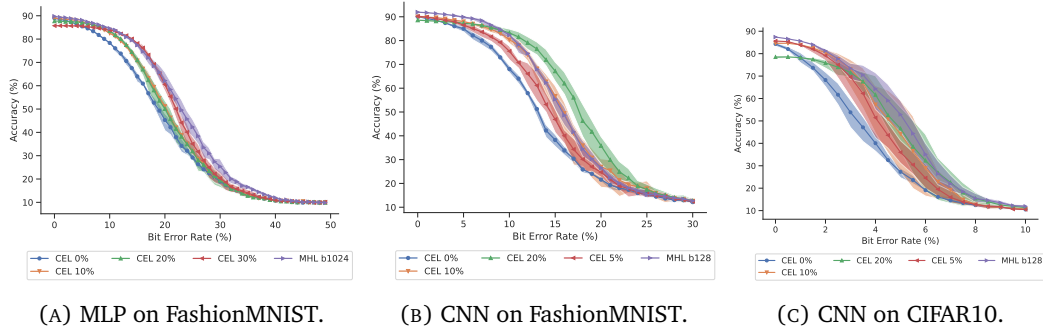 90
80
70
60
50
40
30
20
10
Accuracy (%)
0 10 20 30 40 50
Bit Error Rate (%)
CEL 0% CEL 20% CEL 30% MHL b1024
CEL 10%
(A) MLP on FashionMNIST.
90
80
70
60
50
40
30
20
10
Accuracy (%)
0 5 10 15 20 25 30
Bit Error Rate (%)
CEL 0% CEL 20% CEL 5% MHL b128
CEL 10%
(B) CNN on FashionMNIST.
90
80
70
60
50
40
30
20
10
Accuracy (%)
0 2 4 6 8 10
Bit Error Rate (%)
CEL 0% CEL 20% CEL 5% MHL b128
CEL 10%
(C) CNN on CIFAR10.